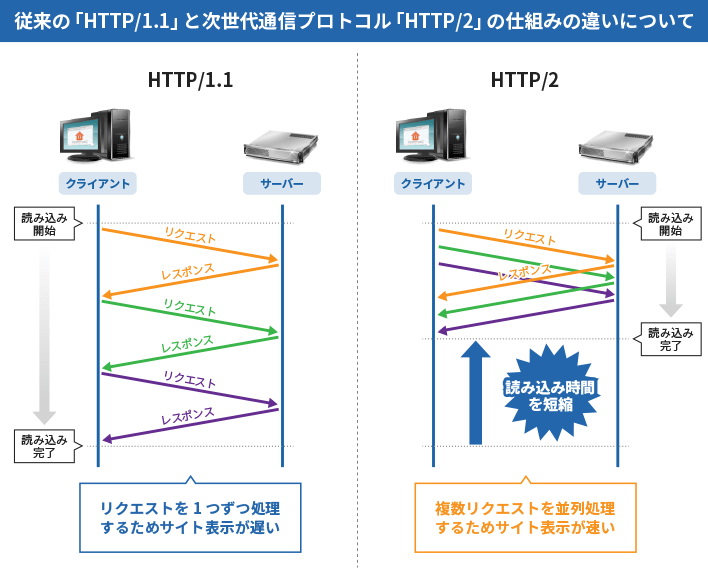 従来の「HTTP/1.1」と次世代通信プロトコル「HTTP/2」の仕組みの違いについて
HTTP/1.1
クライアント
サーバー
読み込み
開始
リクエスト
レスポンス
リクエスト
レスポンス
リクエスト
レスポンス
読み込み
完了
リクエストを1つずつ処理
するためサイト表示が遅い
HTTP/2
クライアント
サーバー
読み込み
開始
リクエスト
レスポンス
読み込み
完了
読み込み時間
を短縮
複数リクエストを並列処理
するためサイト表示が速い